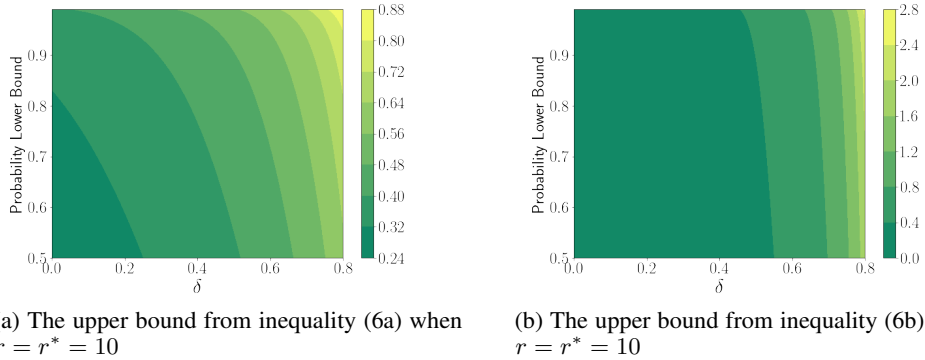 0.9
0.8
0.7
0.6
0.5
Probability Lower Bound
0.0 0.2 0.4 0.6 0.8
δ
0.88
0.80
0.72
0.64
0.56
0.48
0.40
0.32
0.24
0.9
0.8
0.7
0.6
0.5
Probability Lower Bound
0.0 0.2 0.4 0.6 0.8
δ
2.8
2.4
2.0
1.6
1.2
0.8
0.4
0.0
a) The upper bound from inequality (6a) when
r = r* = 10
(b) The upper bound from inequality (6b)
r = r* = 10